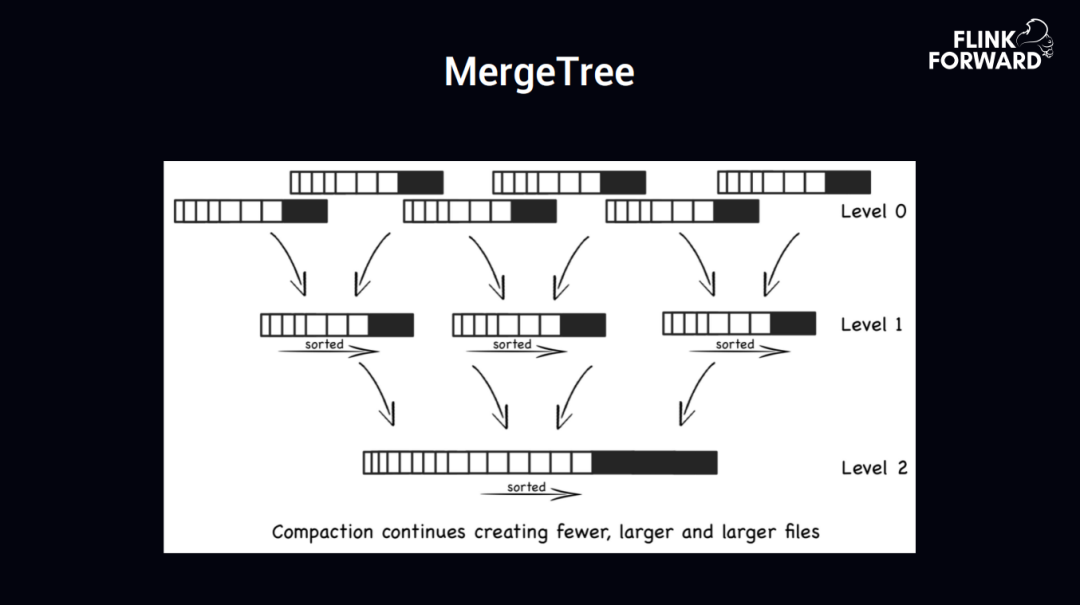 FLINK
FORWARD
MergeTree
Level 0
Level 1
sorted
sorted
sorted
Level 2
sorted
Compaction continues creating fewer, larger and larger files